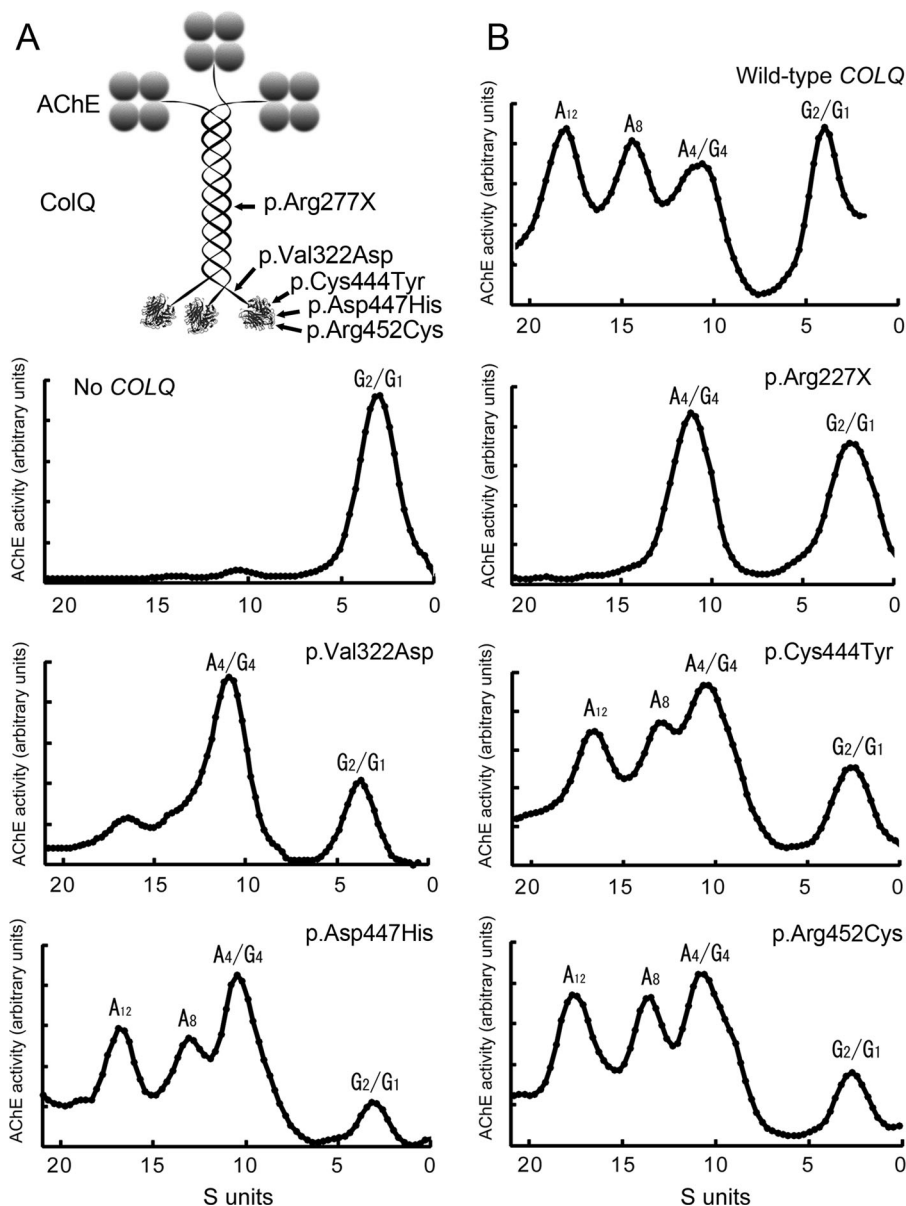 A
AChE
ColQ
p.Arg277X
p.Val322Asp
p.Cys444Tyr
p.Asp447His
p.Arg452Cys
B
Wild-type COLQ
AChE activity (arbitrary units)
A12
A8
A4/G4
G2/G1
20 15 10 5 0
No COLQ
AChE activity (arbitrary units)
G2/G1
20 15 10 5 0
p.Arg227X
AChE activity (arbitrary units)
A4/G4
G2/G1
20 15 10 5 0
p.Val322Asp
AChE activity (arbitrary units)
A4/G4
G2/G1
20 15 10 5 0
p.Cys444Tyr
AChE activity (arbitrary units)
A12
A8
A4/G4
G2/G1
20 15 10 5 0
p.Asp447His
AChE activity (arbitrary units)
A12
A8
A4/G4
G2/G1
20 15 10 5 0
S units
p.Arg452Cys
AChE activity (arbitrary units)
A12
A8
A4/G4
G2/G1
20 15 10 5 0
S units